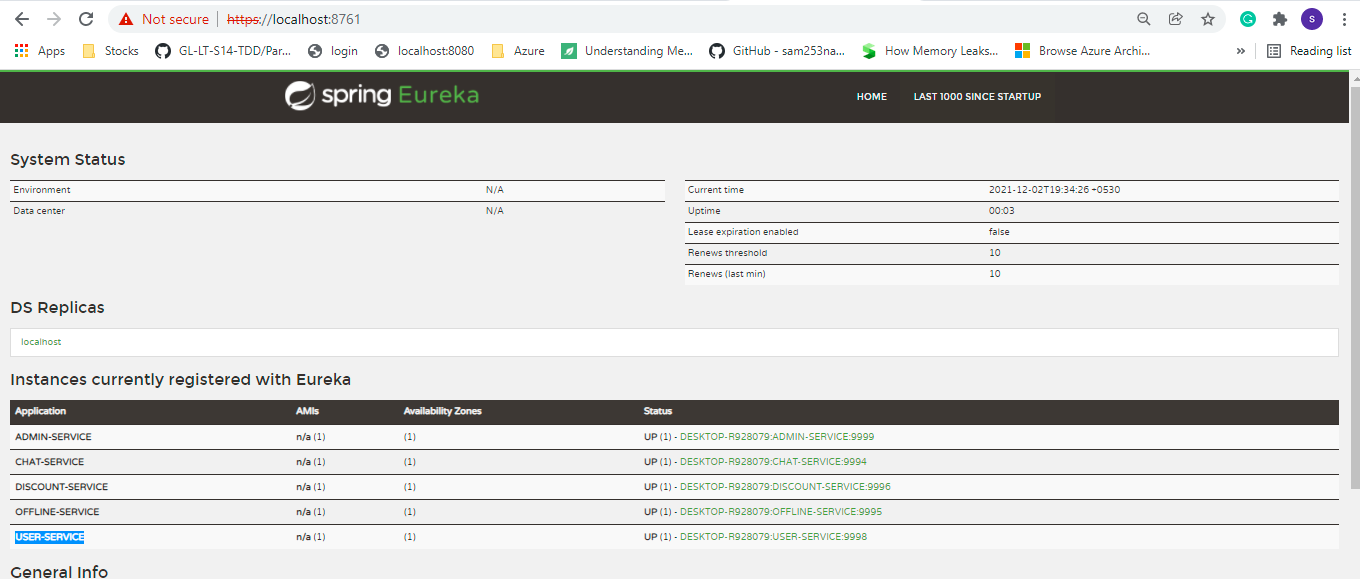 Not secure | https://localhost:8761
Apps Stocks GL-LT-S14-TDD/Par... login localhost:8080 Azure Understanding Me... GitHub - sam253na... How Memory Leaks... Browse Azure Archi... » Reading list
spring Eureka HOME LAST 1000 SINCE STARTUP
System Status
Environment N/A Current time 2021-12-02T19:34:26 +0530
Data center N/A Uptime 00:03
Lease expiration enabled false
Renews threshold 10
Renews (last min) 10
DS Replicas
localhost
Instances currently registered with Eureka
Application AMIs Availability Zones Status
ADMIN-SERVICE n/a (1) (1) UP (1) - DESKTOP-R928079:ADMIN-SERVICE:9999
CHAT-SERVICE n/a (1) (1) UP (1) - DESKTOP-R928079:CHAT-SERVICE:9994
DISCOUNT-SERVICE n/a (1) (1) UP (1) - DESKTOP-R928079:DISCOUNT-SERVICE:9996
OFFLINE-SERVICE n/a (1) (1) UP (1) - DESKTOP-R928079:OFFLINE-SERVICE:9995
USER-SERVICE n/a (1) (1) UP (1) - DESKTOP-R928079:USER-SERVICE:9998
General Info